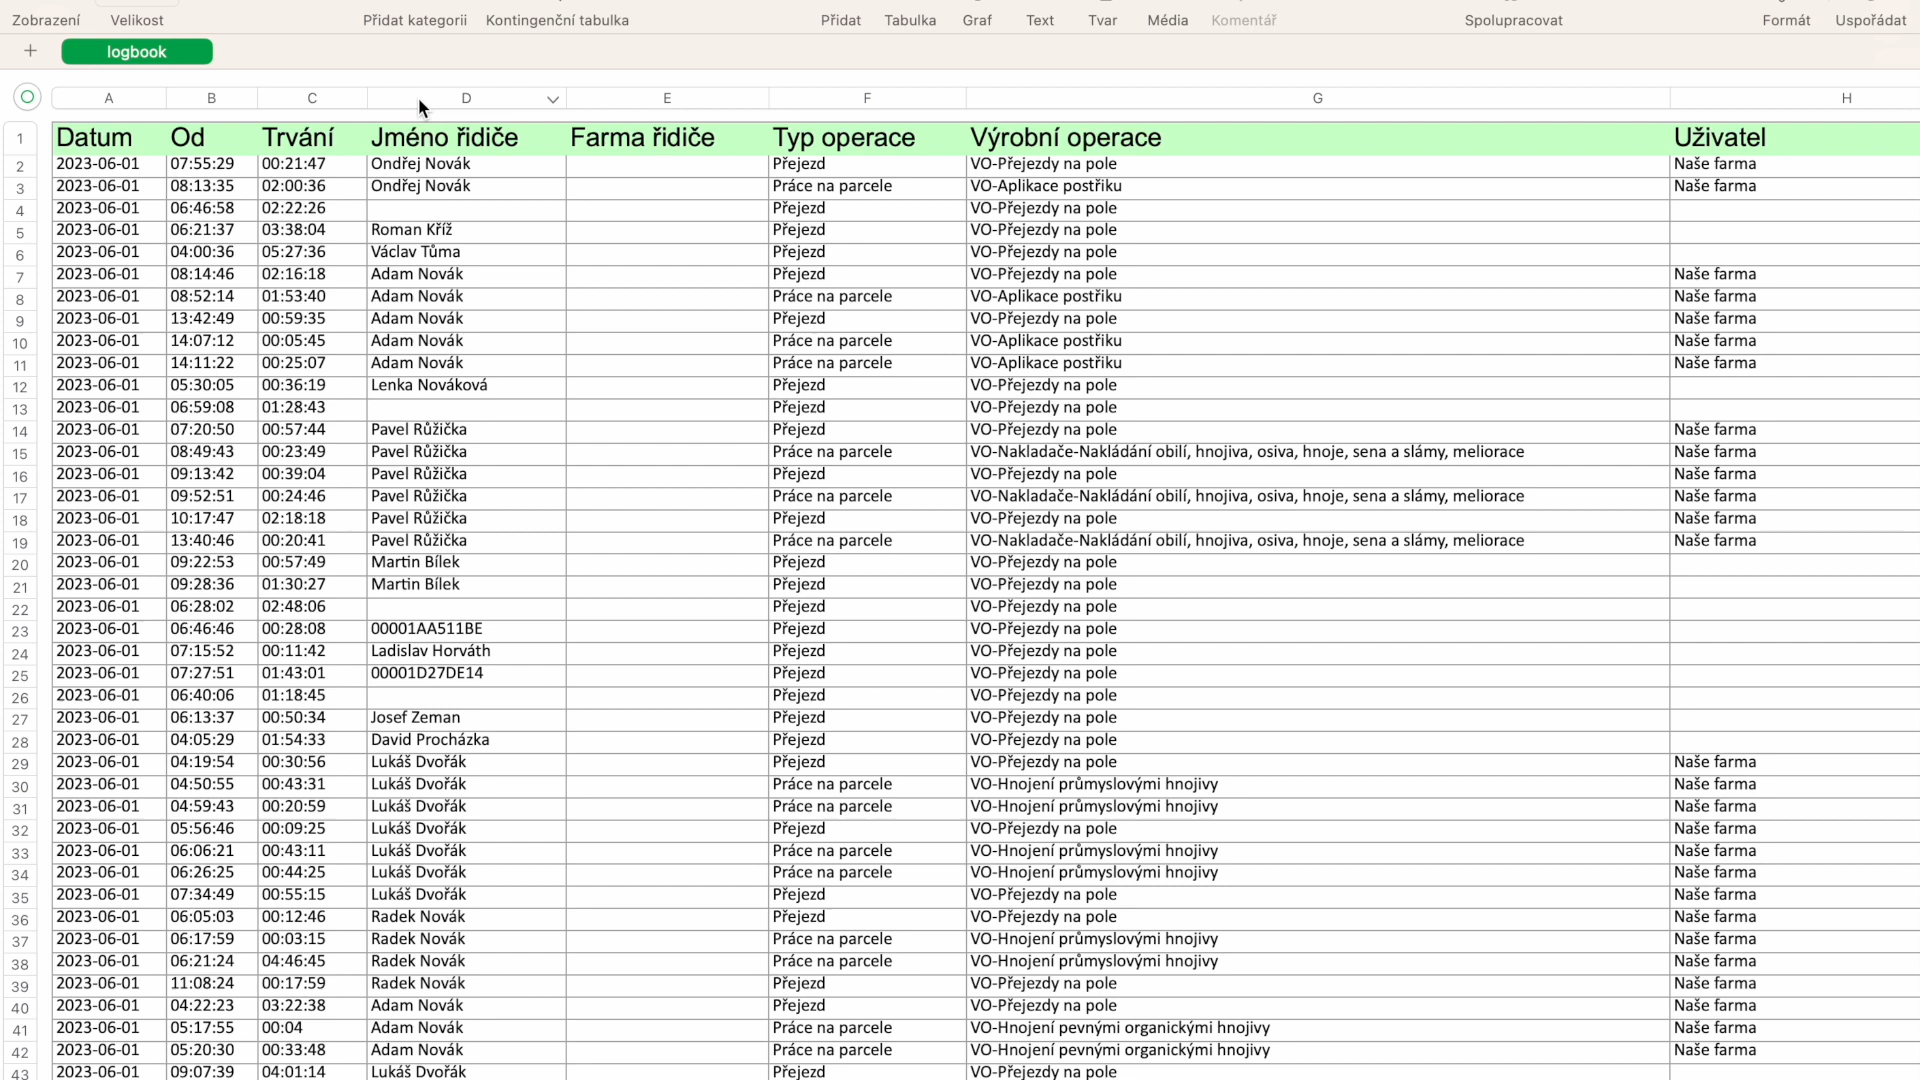 Zobrazení Velikost Přidat kategorii Kontingenční tabulka Přidat Tabulka Graf Text Tvar Média Komentář Spolupracovat Formát Uspořádat
+ logbook
A B C D E F G H
1 Datum Od Trvání Jméno řidiče Farma řidiče Typ operace Výrobní operace Uživatel
2 2023-06-01 07:55:29 00:21:47 Ondřej Novák Přejezd VO-Přejezdy na pole Naše farma
3 2023-06-01 08:13:35 02:00:36 Ondřej Novák Práce na parcele VO-Aplikace postřiku Naše farma
4 2023-06-01 06:46:58 02:22:26 Přejezd VO-Přejezdy na pole
5 2023-06-01 06:21:37 03:38:04 Roman Kříž Přejezd VO-Přejezdy na pole
6 2023-06-01 04:00:36 05:27:36 Václav Tůma Přejezd VO-Přejezdy na pole
7 2023-06-01 08:14:46 02:16:18 Adam Novák Přejezd VO-Přejezdy na pole Naše farma
8 2023-06-01 08:52:14 01:53:40 Adam Novák Práce na parcele VO-Aplikace postřiku Naše farma
9 2023-06-01 13:42:49 00:59:35 Adam Novák Přejezd VO-Přejezdy na pole Naše farma
10 2023-06-01 14:07:12 00:05:45 Adam Novák Práce na parcele VO-Aplikace postřiku Naše farma
11 2023-06-01 14:11:22 00:25:07 Adam Novák Práce na parcele VO-Aplikace postřiku Naše farma
12 2023-06-01 05:30:05 00:36:19 Lenka Nováková Přejezd VO-Přejezdy na pole
13 2023-06-01 06:59:08 01:28:43 Přejezd VO-Přejezdy na pole
14 2023-06-01 07:20:50 00:57:44 Pavel Růžička Přejezd VO-Přejezdy na pole Naše farma
15 2023-06-01 08:49:43 00:23:49 Pavel Růžička Práce na parcele VO-Nakladače-Nakládání obilí, hnojiva, osiva, hnoje, sena a slámy, meliorace Naše farma
16 2023-06-01 09:13:42 00:39:04 Pavel Růžička Přejezd VO-Přejezdy na pole Naše farma
17 2023-06-01 09:52:51 00:24:46 Pavel Růžička Práce na parcele VO-Nakladače-Nakládání obilí, hnojiva, osiva, hnoje, sena a slámy, meliorace Naše farma
18 2023-06-01 10:17:47 02:18:18 Pavel Růžička Přejezd VO-Přejezdy na pole Naše farma
19 2023-06-01 13:40:46 00:20:41 Pavel Růžička Práce na parcele VO-Nakladače-Nakládání obilí, hnojiva, osiva, hnoje, sena a slámy, meliorace Naše farma
20 2023-06-01 09:22:53 00:57:49 Martin Bílek Přejezd VO-Přejezdy na pole
21 2023-06-01 09:28:36 01:30:27 Martin Bílek Přejezd VO-Přejezdy na pole
22 2023-06-01 06:28:02 02:48:06 Přejezd VO-Přejezdy na pole
23 2023-06-01 06:46:46 00:28:08 00001AA511BE Přejezd VO-Přejezdy na pole
24 2023-06-01 07:15:52 00:11:42 Ladislav Horváth Přejezd VO-Přejezdy na pole
25 2023-06-01 07:27:51 01:43:01 00001D27DE14 Přejezd VO-Přejezdy na pole
26 2023-06-01 06:40:06 01:18:45 Přejezd VO-Přejezdy na pole
27 2023-06-01 06:13:37 00:50:34 Josef Zeman Přejezd VO-Přejezdy na pole
28 2023-06-01 04:05:29 01:54:33 David Procházka Přejezd VO-Přejezdy na pole
29 2023-06-01 04:19:54 00:30:56 Lukáš Dvořák Přejezd VO-Přejezdy na pole Naše farma
30 2023-06-01 04:50:55 00:43:31 Lukáš Dvořák Práce na parcele VO-Hnojení průmyslovými hnojivy Naše farma
31 2023-06-01 04:59:43 00:20:59 Lukáš Dvořák Práce na parcele VO-Hnojení průmyslovými hnojivy Naše farma
32 2023-06-01 05:56:46 00:09:25 Lukáš Dvořák Přejezd VO-Přejezdy na pole Naše farma
33 2023-06-01 06:06:21 00:43:11 Lukáš Dvořák Práce na parcele VO-Hnojení průmyslovými hnojivy Naše farma
34 2023-06-01 06:26:25 00:44:25 Lukáš Dvořák Práce na parcele VO-Hnojení průmyslovými hnojivy Naše farma
35 2023-06-01 07:34:49 00:55:15 Lukáš Dvořák Přejezd VO-Přejezdy na pole Naše farma
36 2023-06-01 06:05:03 00:12:46 Radek Novák Přejezd VO-Přejezdy na pole Naše farma
37 2023-06-01 06:17:59 00:03:15 Radek Novák Práce na parcele VO-Hnojení průmyslovými hnojivy Naše farma
38 2023-06-01 06:21:24 04:46:45 Radek Novák Práce na parcele VO-Hnojení průmyslovými hnojivy Naše farma
39 2023-06-01 11:08:24 00:17:59 Radek Novák Přejezd VO-Přejezdy na pole Naše farma
40 2023-06-01 04:22:23 03:22:38 Adam Novák Přejezd VO-Přejezdy na pole Naše farma
41 2023-06-01 05:17:55 00:04 Adam Novák Práce na parcele VO-Hnojení pevnými organickými hnojivy Naše farma
42 2023-06-01 05:20:30 00:33:48 Adam Novák Práce na parcele VO-Hnojení pevnými organickými hnojivy Naše farma
43 2023-06-01 09:07:39 04:01:14 Lukáš Dvořák Přejezd VO-Přejezdy na pole